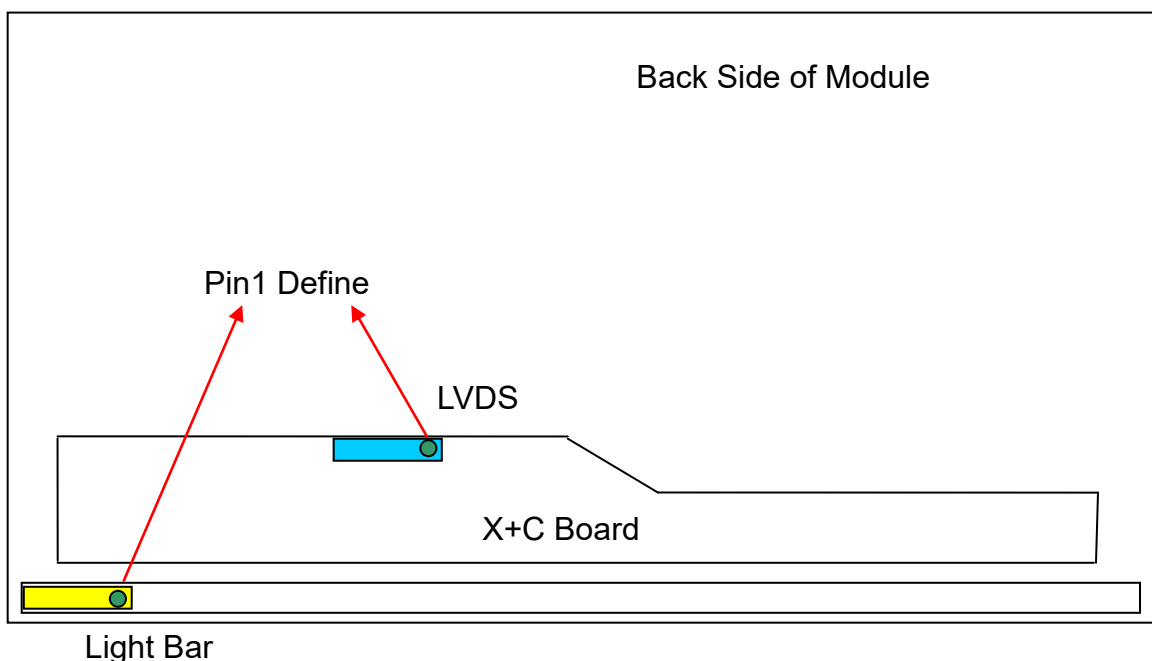 Back Side of Module
Pin1 Define
LVDS
X+C Board
Light Bar